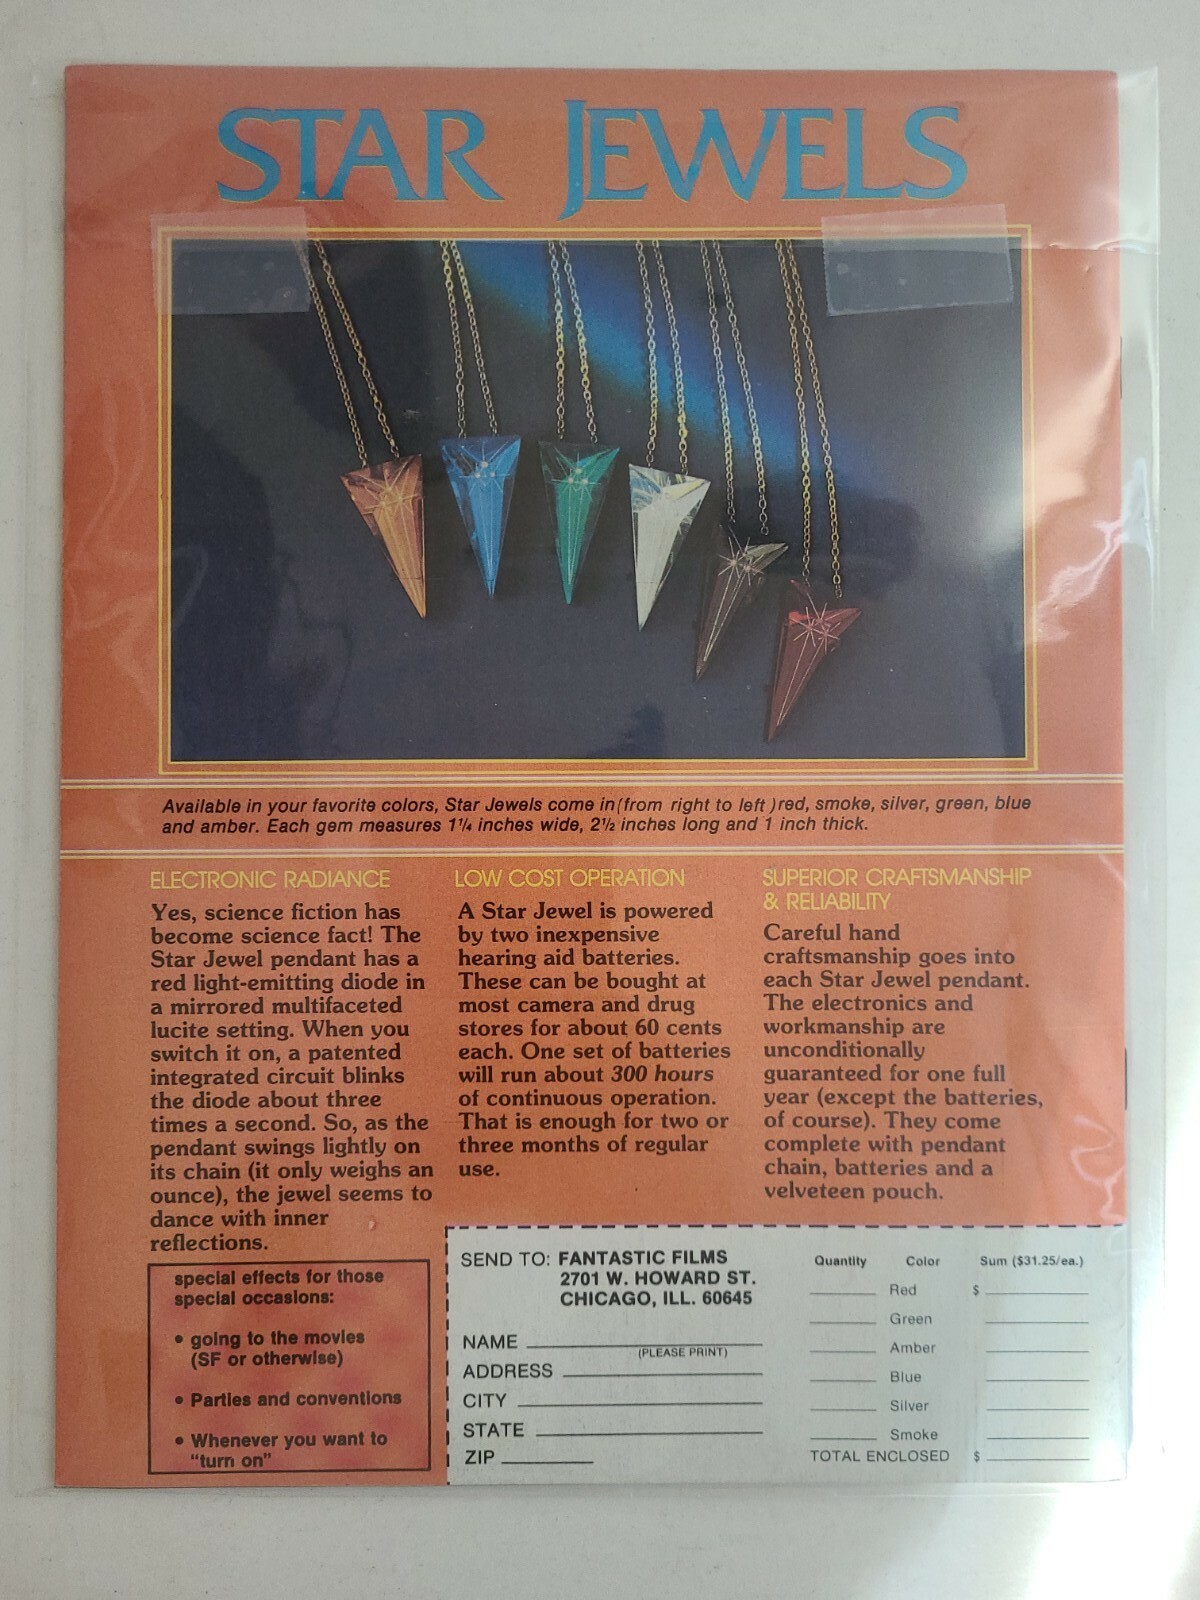 STAR JEWELS
Available in your favorite colors, Star Jewels come in (from right to left ) red, smoke, silver, green, blue
and amber. Each gem measures 1¼ inches wide, 2½ inches long and 1 inch thick.
ELECTRONIC RADIANCE
Yes, science fiction has
become science fact! The
Star Jewel pendant has a
red light-emitting diode in
a mirrored multifaceted
lucite setting. When you
switch it on, a patented
integrated circuit blinks
the diode about three
times a second. So, as the
pendant swings lightly on
its chain (it only weighs an
ounce), the jewel seems to
dance with inner
reflections.
special effects for those
special occasions:
• going to the movies
(SF or otherwise)
• Parties and conventions
• Whenever you want to
"turn on"
LOW COST OPERATION
A Star Jewel is powered
by two inexpensive
hearing aid batteries.
These can be bought at
most camera and drug
stores for about 60 cents
each. One set of batteries
will run about 300 hours
of continuous operation.
That is enough for two or
three months of regular
use.
SUPERIOR CRAFTSMANSHIP
& RELIABILITY
Careful hand
craftsmanship goes into
each Star Jewel pendant.
The electronics and
workmanship are
unconditionally
guaranteed for one full
year (except the batteries,
of course). They come
complete with pendant
chain, batteries and a
velveteen pouch.
SEND TO: FANTASTIC FILMS
2701 W. HOWARD ST.
CHICAGO, ILL. 60645
NAME
(PLEASE PRINT)
ADDRESS
CITY
STATE
ZIP
Quantity Color Sum ($31.25/ea.)
Red $
Green
Amber
Blue
Silver
Smoke
TOTAL ENCLOSED $